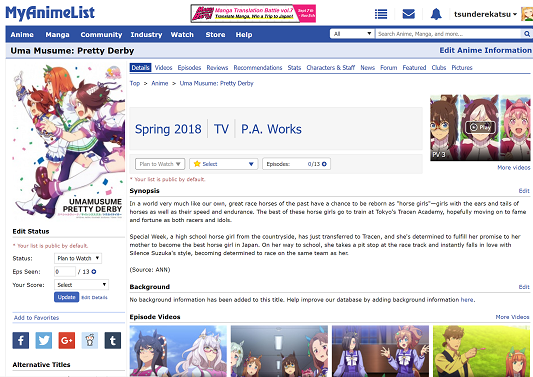 MyAnimeList
Manga Translation Battle vol.7
Translate Manga, Win a Trip to Japan!
tsunderekatsu
Anime Manga Community Industry Watch Store Help
All
Search Anime, Manga, and more...
Uma Musume: Pretty Derby
Edit Anime Information
Details Videos Episodes Reviews Recommendations Stats Characters & Staff News Forum Featured Clubs Pictures
Top > Anime > Uma Musume: Pretty Derby
Spring 2018 TV P.A. Works
Play
PV 3
More videos
Plan to Watch
Select
Episodes: 0/13
* Your list is public by default.
Synopsis
Edit
In a world very much like our own, great race horses of the past have a chance to be reborn as "horse girls"—girls with the ears and tails of
horses as well as their speed and endurance. The best of these horse girls go to train at Tokyo's Tracen Academy, hopefully moving on to fame
and fortune as both racers and idols.
Special Week, a high school horse girl from the countryside, has just transferred to Tracen, and she's determined to fulfill her promise to her
mother to become the best horse girl in Japan. On her way to school, she takes a pit stop at the race track and instantly falls in love with
Silence Suzuka's style, becoming determined to race on the same team as her.
(Source: ANN)
Background
Edit
No background information has been added to this title. Help improve our database by adding background information here.
Episode Videos
More Videos
UMAMUSUME
PRETTY DERBY
Edit Status
* Your list is public by default.
Status: Plan to Watch
Eps Seen: 0 / 13
Your Score: Select
Update Edit Details
Add to Favorites
Alternative Titles